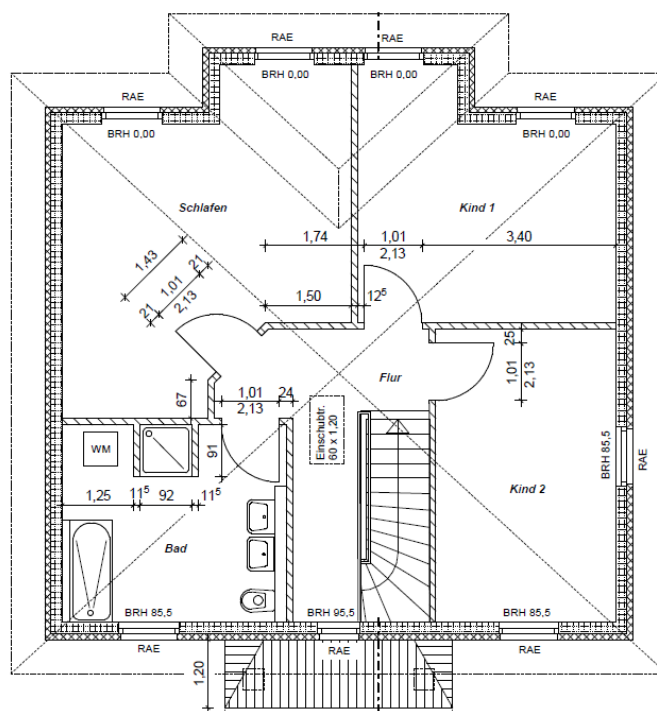 RAE
RAE
BRH 0,00
BRH 0,00
RAE
RAE
BRH 0,00
BRH 0,00
Schlafen
Kind 1
1,74
1,01
2,13
3,40
1,43
21
1,01
2,13
21
1,50
12⁵
25
1,01
2,13
Flur
67
1,01
2,13
24
Einschubtr.
60 x 1,20
91
WM
1,25
11⁵
92
11⁵
BRH 85,5
RAE
Kind 2
Bad
BRH 85,5
BRH 95,5
BRH 85,5
RAE
RAE
RAE
1,20